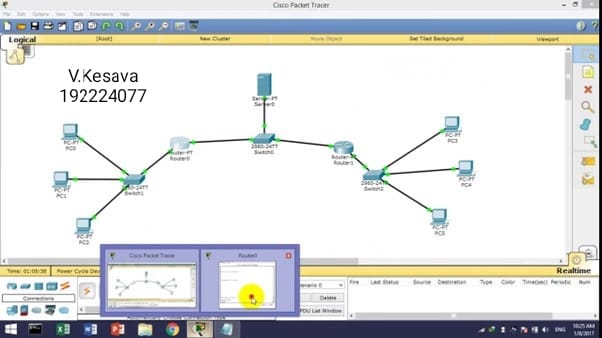 Cisco Packet Tracer
File Edit Options View Tools Extensions Help
Logical [Root] New Cluster Move Object Set Tiled Background Viewport
V.Kesava
192224077
Server-PT
Server0
PC-PT
PC0
Router-PT
Router0
2960-24TT
Switch0
Router-PT
Router1
PC-PT
PC3
PC-PT
PC1
2960-24TT
Switch1
2960-24TT
Switch2
PC-PT
PC4
PC-PT
PC2
PC-PT
PC5
Cisco Packet Tracer Router0
Time: 01:05:38 Power Cycle Dev Realtime
Connections
Scenario 0 Fire Last Status Source Destination Type Color Time(sec) Periodic Num
Delete
PDU List Window
Automatically Choose Connection Type
ENG 10:25 AM
1/8/2017